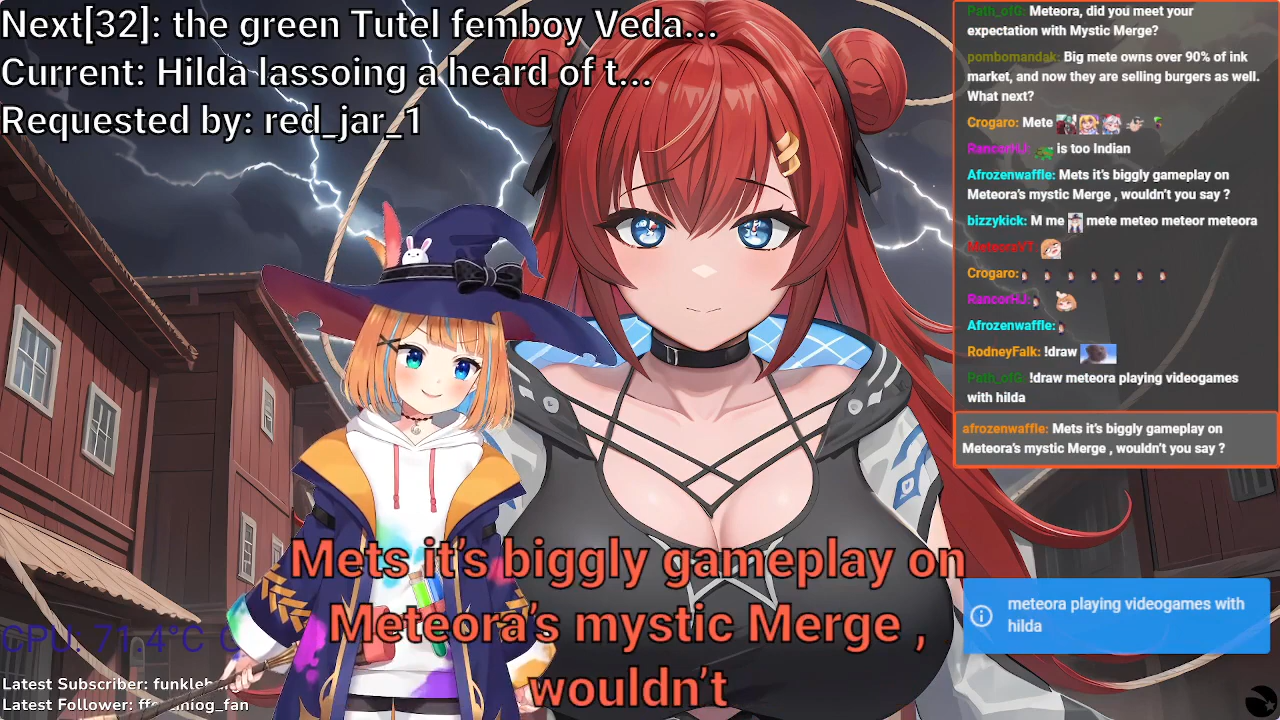 Next[32]: the green Tutel femboy Veda...
Current: Hilda lassoing a heard of t...
Requested by: red_jar_1
Path_ofG: Meteora, did you meet your
expectation with Mystic Merge?
pombomandak: Big mete owns over 90% of ink
market, and now they are selling burgers as well.
What next?
Crogaro: Mete
RancorHJ: is too Indian
Afrozenwaffle: Mets it's biggly gameplay on
Meteora's mystic Merge , wouldn't you say ?
bizzykick: M me mete meteo meteor meteora
MeteoraVT
Crogaro:
RancorHJ:
Afrozenwaffle:
RodneyFalk: !draw
Path_ofG: !draw meteora playing videogames
with hilda
afrozenwaffle: Mets it's biggly gameplay on
Meteora's mystic Merge , wouldn't you say ?
Mets it's biggly gameplay on
Meteora's mystic Merge ,
wouldn't
meteora playing videogames with
hilda
CPU: 71.4°C
Latest Subscriber:
Latest Follower: